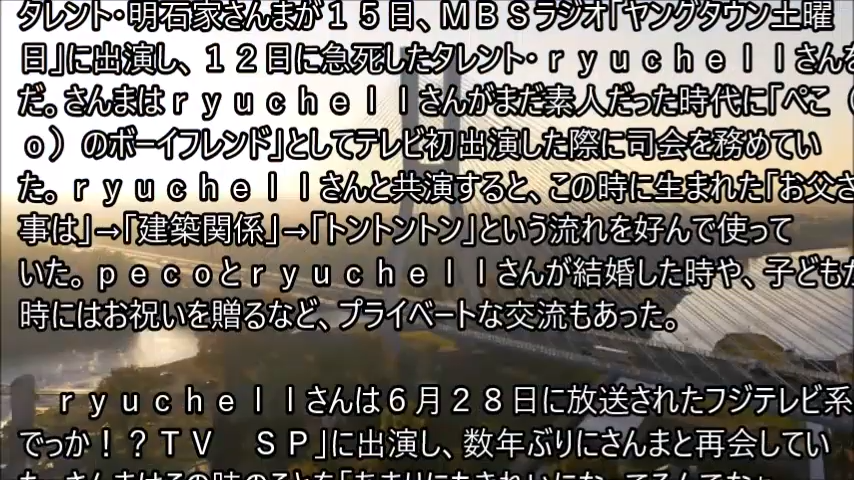 タレント・明石家さんまが１５日、ＭＢＳラジオ「ヤングタウン土曜
日」に出演し、１２日に急死したタレント・ｒｙｕｃｈｅｌｌさんを
だ。さんまはｒｙｕｃｈｅｌｌさんがまだ素人だった時代に「ぺこ（
ｏ）のボーイフレンド」としてテレビ初出演した際に司会を務めてい
た。ｒｙｕｃｈｅｌｌさんと共演すると、この時に生まれた「お父さ
事は」→「建築関係」→「トントントン」という流れを好んで使って
いた。ｐｅｃｏとｒｙｕｃｈｅｌｌさんが結婚した時や、子どもが
時にはお祝いを贈るなど、プライベートな交流もあった。
ｒｙｕｃｈｅｌｌさんは６月２８日に放送されたフジテレビ系
でっか！？ＴＶ　ＳＰ」に出演し、数年ぶりにさんまと再会してい